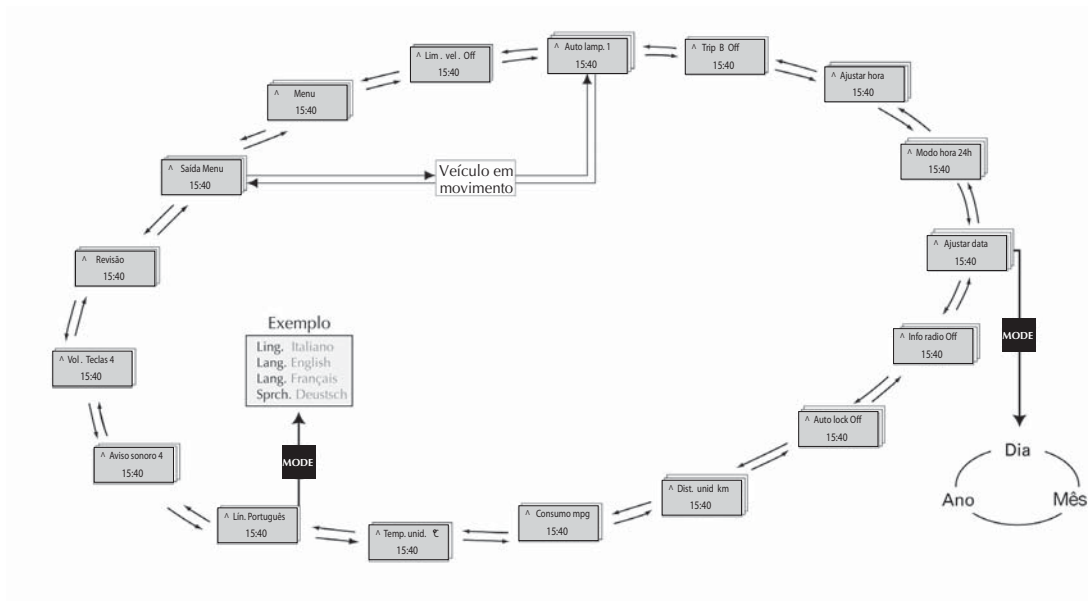 ^ Auto lamp. 1
15:40
^ Trip B Off
15:40
^ Ajustar hora
15:40
^ Modo hora 24h
15:40
^ Ajustar data
15:40
MODE
Dia
Ano
Mês
^ Info radio Off
15:40
^ Auto lock Off
15:40
^ Dist. unid km
15:40
^ Consumo mpg
15:40
^ Temp. unid. °C
15:40
^ Lín. Português
15:40
MODE
Exemplo
Ling. Italiano
Lang. English
Lang. Français
Sprch. Deustsch
^ Aviso sonoro 4
15:40
^ Vol. Teclas 4
15:40
^ Revisão
15:40
^ Saída Menu
15:40
^ Menu
15:40
^ Lim. vel. Off
15:40
Veículo em
movimento